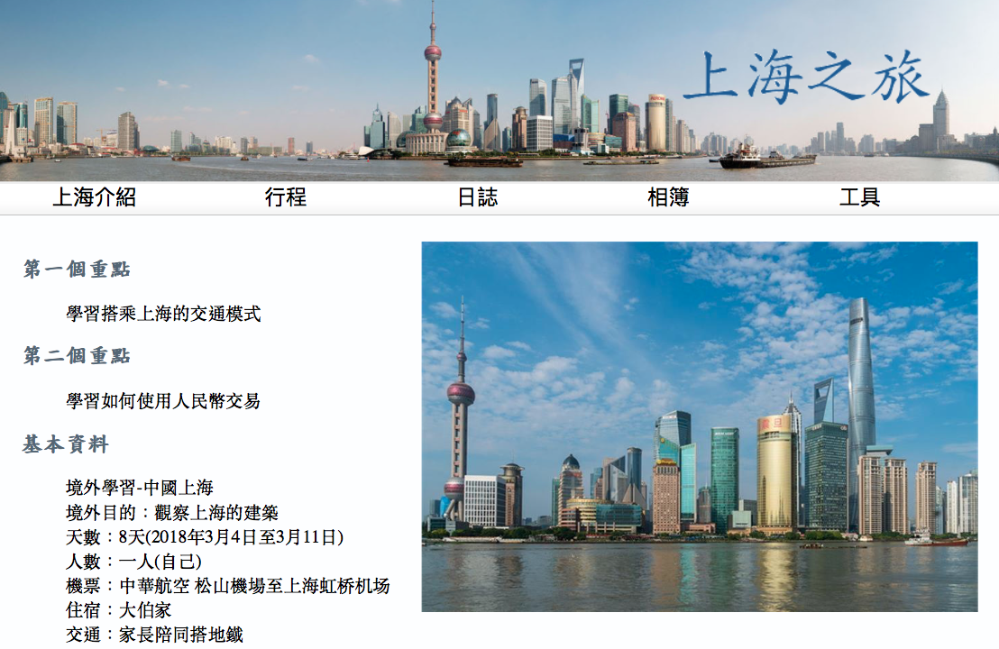 上海之旅
上海介紹 行程 日誌 相簿 工具
第一個重點
學習搭乘上海的交通模式
第二個重點
學習如何使用人民幣交易
基本資料
境外學習-中國上海
境外目的：觀察上海的建築
天數：8天(2018年3月4日至3月11日)
人數：一人(自己)
機票：中華航空 松山機場至上海虹桥机场
住宿：大伯家
交通：家長陪同搭地鐵
震旦